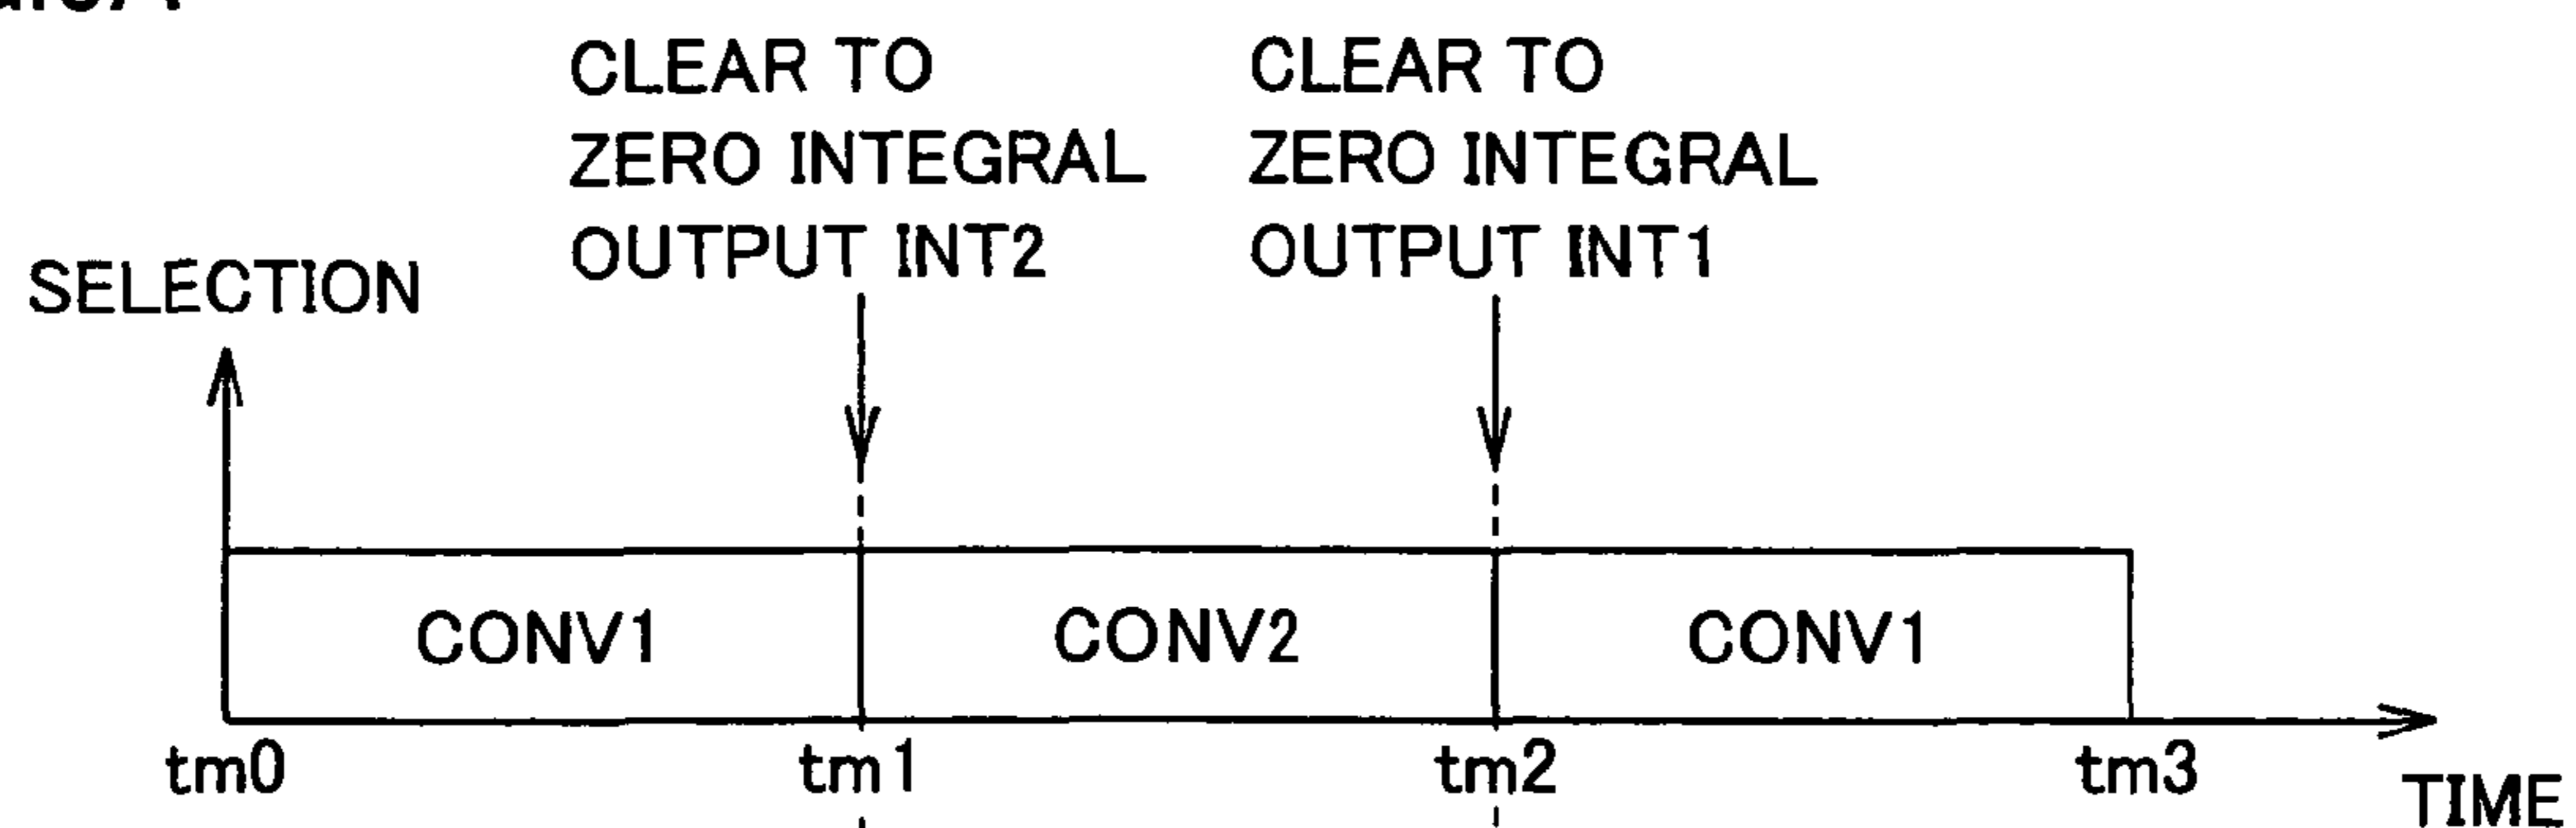 CLEAR TO
ZERO INTEGRAL
OUTPUT INT2
CLEAR TO
ZERO INTEGRAL
OUTPUT INT1
SELECTION
CONV1
CONV2
CONV1
tm0
tm1
tm2
tm3
TIME